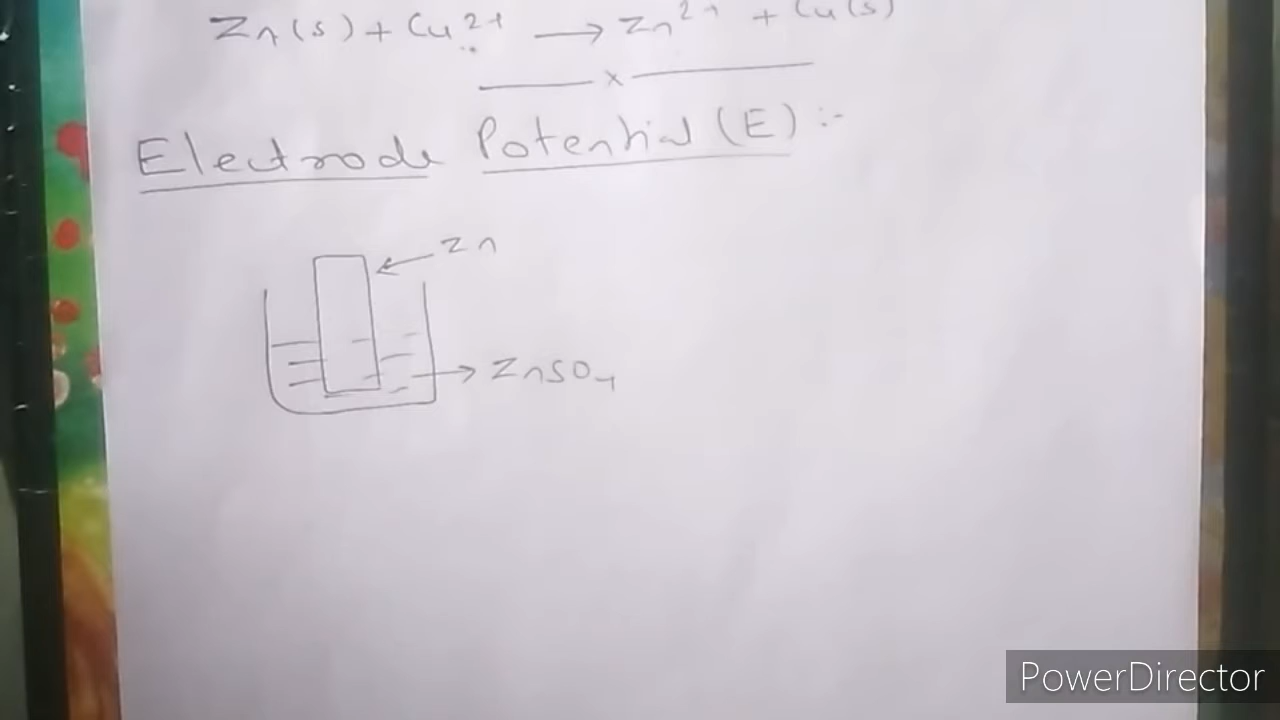 Zn(s) + Cu²⁺ → Zn²⁺ + Cu(s)
x
Electrode Potential (E) :-
Zn
ZnSO₄
PowerDirector